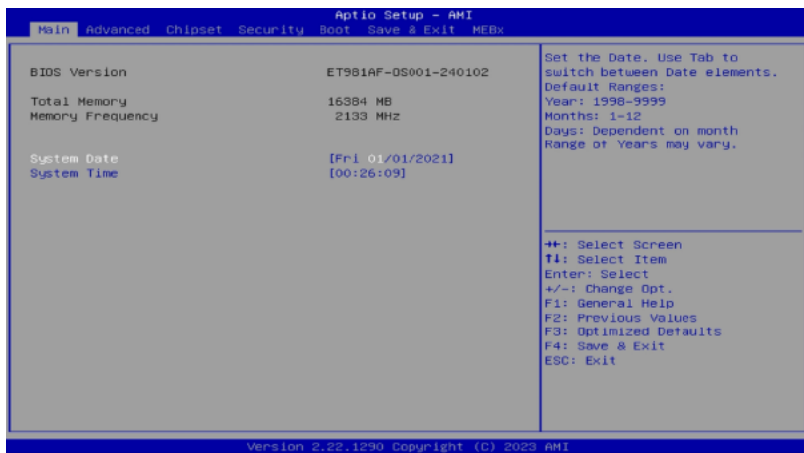 Aptio Setup – AMI
Main Advanced Chipset Security Boot Save & Exit MEBx
BIOS Version ET981AF-OS001-240102
Total Memory 16384 MB
Memory Frequency 2133 MHz
System Date [Fri 01/01/2021]
System Time [00:26:09]
Set the Date. Use Tab to
switch between Date elements.
Default Ranges:
Year: 1998-9999
Months: 1-12
Days: Dependent on month
Range of Years may vary.
→←: Select Screen
↑↓: Select Item
Enter: Select
+/-: Change Opt.
F1: General Help
F2: Previous Values
F3: Optimized Defaults
F4: Save & Exit
ESC: Exit
Version 2.22.1290 Copyright (C) 2023 AMI